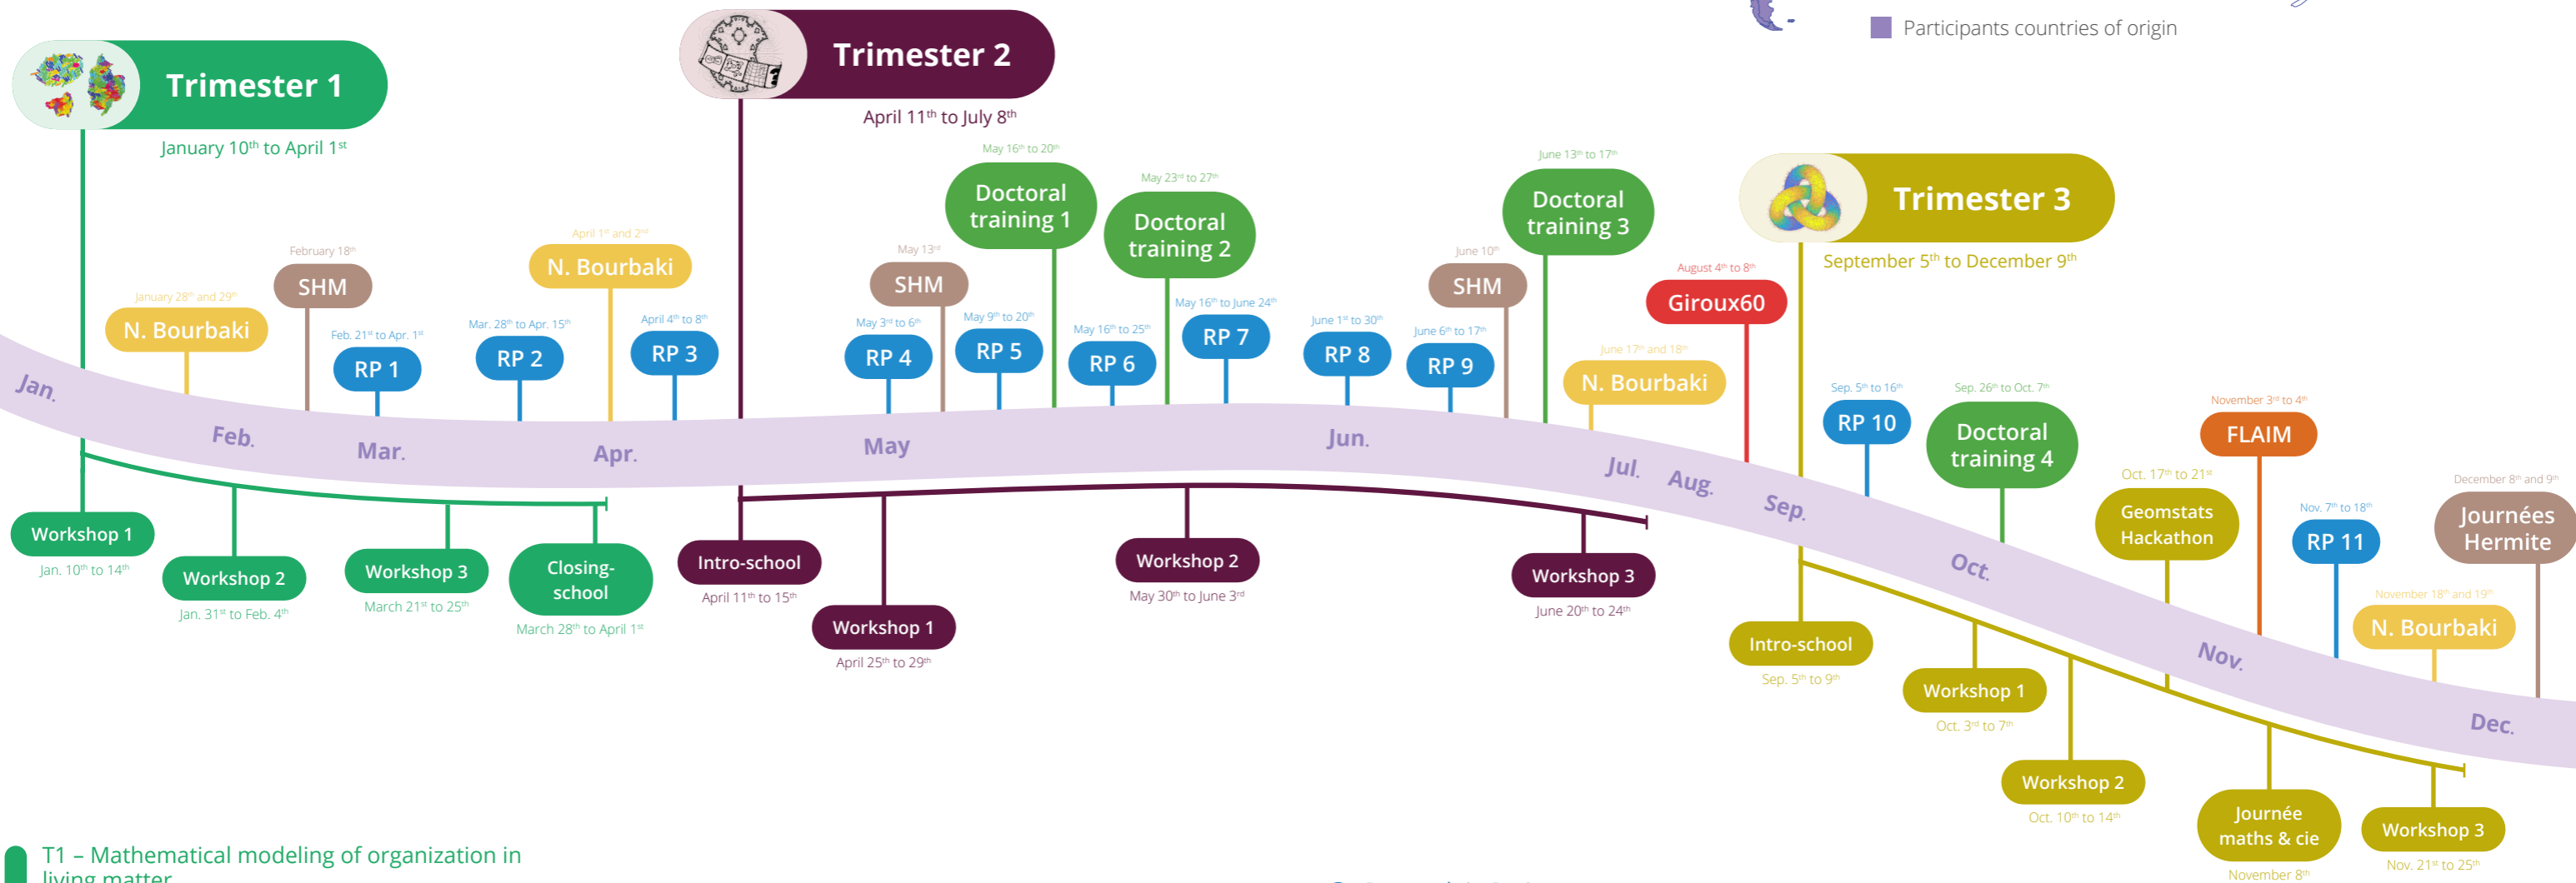 Participants countries of origin
Trimester 1
January 10th to April 1st
Trimester 2
April 11th to July 8th
Trimester 3
September 5th to December 9th
January 28th and 29th
N. Bourbaki
February 18th
SHM
Feb. 21st to Apr. 1st
RP 1
Mar. 28th to Apr. 15th
RP 2
April 1st and 2nd
N. Bourbaki
April 4th to 8th
RP 3
May 3rd to 6th
RP 4
May 13rd
SHM
May 9th to 20th
RP 5
May 16th to 20th
Doctoral
training 1
May 16th to 25th
RP 6
May 23rd to 27th
Doctoral
training 2
May 16th to June 24th
RP 7
June 1st to 30th
RP 8
June 6th to 17th
RP 9
June 10th
SHM
June 13th to 17th
Doctoral
training 3
June 17th and 18th
N. Bourbaki
August 4th to 8th
Giroux60
Sep. 5th to 16th
RP 10
Sep. 26th to Oct. 7th
Doctoral
training 4
Oct. 17th to 21st
Geomstats
Hackathon
November 3rd to 4th
FLAIM
Nov. 7th to 18th
RP 11
November 18th and 19th
N. Bourbaki
December 8th and 9th
Journées
Hermite
Jan.
Feb.
Mar.
Apr.
May
Jun.
Jul.
Aug.
Sep.
Oct.
Nov.
Dec.
Workshop 1
Jan. 10th to 14th
Workshop 2
Jan. 31st to Feb. 4th
Workshop 3
March 21st to 25th
Closing-
school
March 28th to April 1st
Intro-school
April 11th to 15th
Workshop 1
April 25th to 29th
Workshop 2
May 30th to June 3rd
Workshop 3
June 20th to 24th
Intro-school
Sep. 5th to 9th
Workshop 1
Oct. 3rd to 7th
Workshop 2
Oct. 10th to 14th
Journée
maths & cie
November 8th
Workshop 3
Nov. 21st to 25th
T1 – Mathematical modeling of organization in
living matter